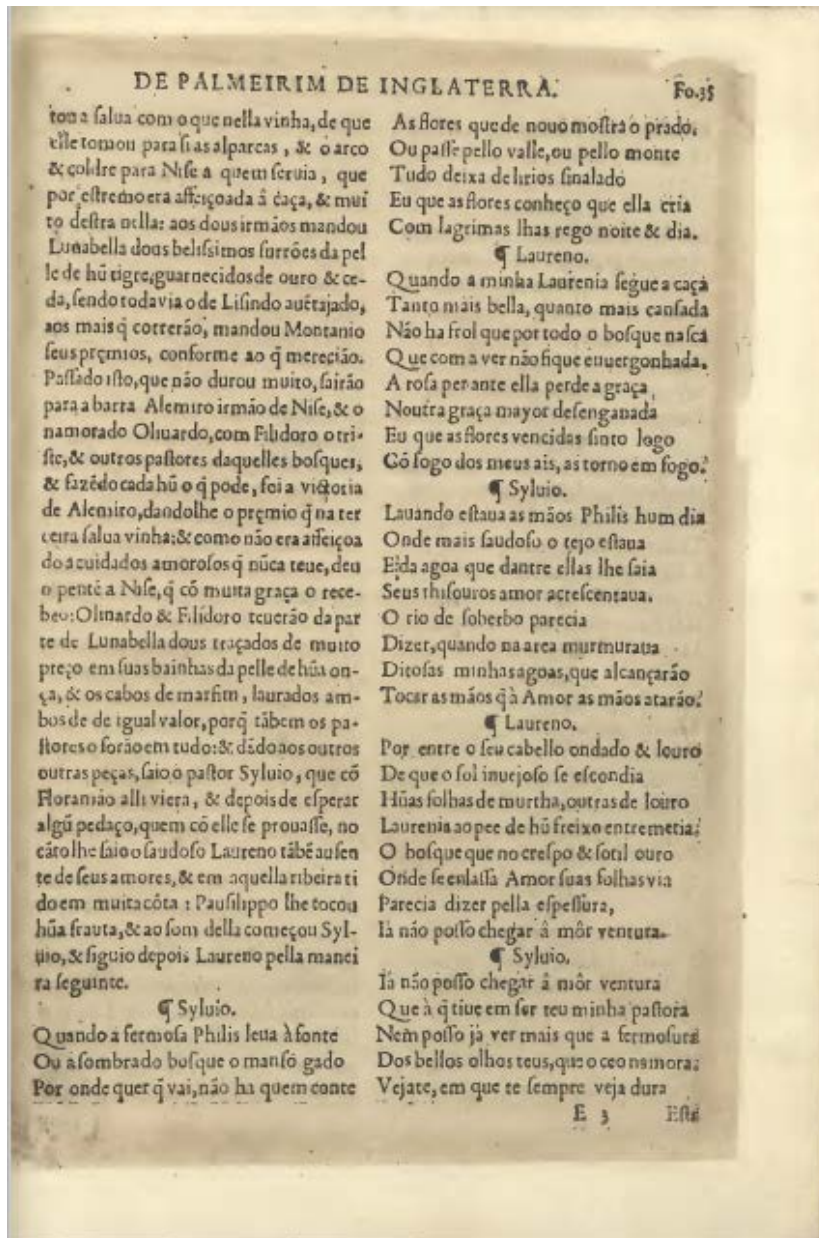 DE PALMEIRIM DE INGLATERRA. Fo.35
tou a ſalua com o que nella vinha, de que
elle tomou para ſi as alparcas, & o arco
& coldre para Niſe a quem ſeruia, que
por eſtremo era affeiçoada â caça, & mui
to deſtra nella: aos dous irmãos mandou
Lunabella dous beliſsimos ſurrões da pel
le de hũ tigre, guarnecidos de ouro & ce-
da, ſendo todavia o de Liſindo auẽtajado,
aos mais q̃ correrão, mandou Montanio
ſeus pręmios, conforme ao q̃ merecião.
Paſſado iſto, que não durou muito, ſairão
para a barra Alemiro irmão de Niſe, & o
namorado Oliuardo, com Filidoro o tri-
ſte, & outros paſtores daquelles boſques,
& fazẽdo cada hũ o q̃ pode, foi a victoria
de Alemiro, dandolhe o pręmio q̃ na ter
ceira ſalua vinha; & como não era affeiçoa
do a cuidados amoroſos q̃ nũca teue, deu
o pentẽ a Niſe, q̃ cõ muita graça o rece-
beo: Oliuardo & Filidoro teuerão da par
te de Lunabella dous traçados de muito
preço em ſuas bainhas da pelle de hũa on-
ça, & os cabos de marfim, laurados am-
bos de de igual valor, porq̃ tãbem os pa-
ſtores o forão em tudo: & dãdo aos outros
outras peças, ſaio o paſtor Syluio, que cõ
Floramão alli viera, & depois de eſperar
algũ pedaço, quem cõ elle ſe prouaſſe, no
cãto lhe ſaio o ſaudoſo Laureno tãbẽ auſen
te de ſeus amores, & em aquella ribeira ti
do em muita cõta: Pauſilippo lhe tocou
hũa frauta, & ao ſom della começou Syl-
uio, & ſiguio depois Laureno pella manei
ra ſeguinte.
¶ Syluio.
Quando a fermoſa Philis leua à fonte
Ou a ſombrado boſque o manſo gado
Por onde quer q̃ vai, não ha quem conte
As flores que de nouo moſtra o prado.
Ou paſſe pello valle, ou pello monte
Tudo deixa de lirios ſinalado
Eu que as flores conheço que ella cria
Com lagrimas lhas rego noite & dia.
¶ Laureno.
Quando a minha Laurenia ſegue a caça
Tanto mais bella, quanto mais canſada
Não ha frol que por todo o boſque naſca
Que com a ver não fique enuergonhada.
A roſa per ante ella perde a graça
Noutra graça mayor deſenganada
Eu que as flores vencidas ſinto logo
Cõ fogo dos meus ais, as torno em fogo.
¶ Syluio.
Lauando eſtaua as mãos Philis hum dia
Onde mais ſaudoſo o tejo eſtaua
E da agoa que dantre ellas lhe ſaia
Seus thiſouros amor acreſcentaua.
O rio de ſoberbo parecia
Dizer, quando na area murmuraua
Ditoſas minhas agoas, que alcançarão
Tocar as mãos q̃ à Amor as mãos atarão.
¶ Laureno.
Por entre o ſeu cabello ondado & louro
De que o ſol inuejoſo ſe eſcondia
Hũas folhas de murtha, outras de louro
Laurenia ao pee de hũ freixo entremetia.
O boſque que no creſpo & ſotil ouro
Onde ſe enlaſſa Amor ſuas folhas via
Parecia dizer pella eſpeſſura,
Iâ não poſſo chegar â môr ventura.
¶ Syluio.
Iâ não poſſo chegar â môr ventura
Que à q̃ tiue em ſer teu minha paſtora
Nem poſſo jà ver mais que a fermoſura
Dos bellos olhos teus, que o ceo namora;
Vejate, em que te ſempre veja dura
E 3 Eſta